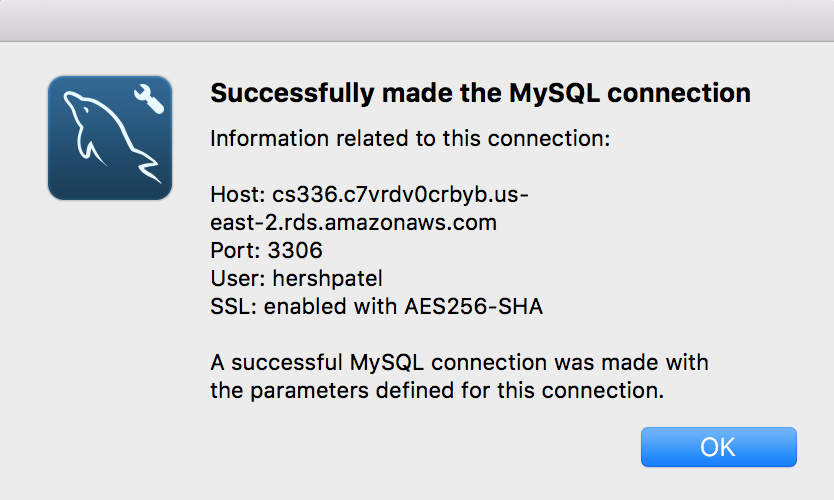 Successfully made the MySQL connection
Information related to this connection:
Host: cs336.c7vrdv0crbyb.us-
east-2.rds.amazonaws.com
Port: 3306
User: hershpatel
SSL: enabled with AES256-SHA
A successful MySQL connection was made with
the parameters defined for this connection.
OK